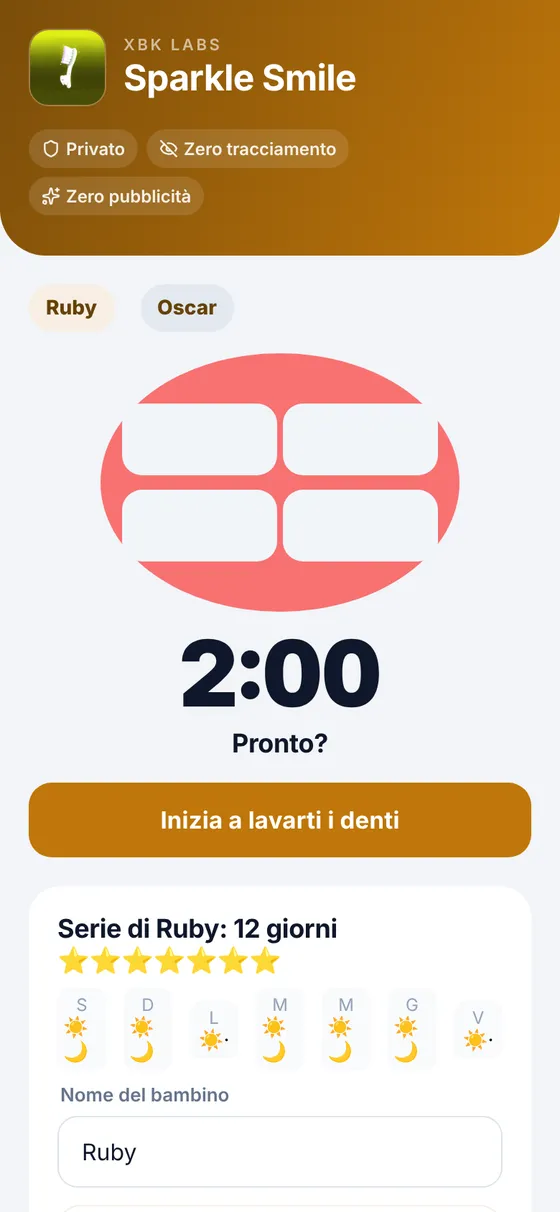 XBK LABS
Sparkle Smile
Privato
Zero tracciamento
Zero pubblicità
Ruby
Oscar
2:00
Pronto?
Inizia a lavarti i denti
Serie di Ruby: 12 giorni
⭐⭐⭐⭐⭐⭐⭐
S D L M M G V
☀️ ☀️ ☀️· ☀️ ☀️ ☀️ ☀️·
🌙 🌙 🌙 🌙 🌙
Nome del bambino
Ruby